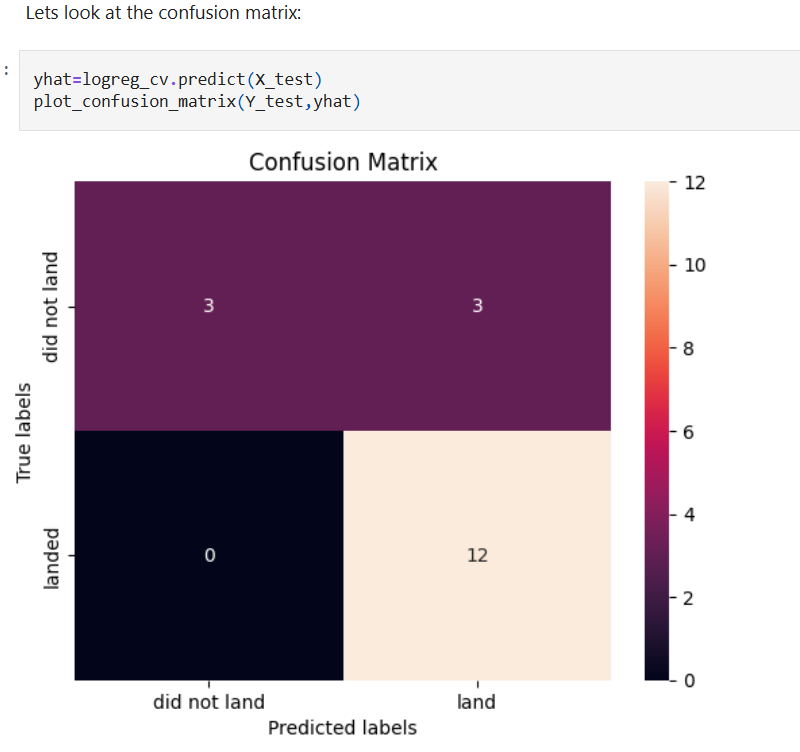 Lets look at the confusion matrix:
:
yhat=logreg_cv.predict(X_test)
plot_confusion_matrix(Y_test,yhat)
Confusion Matrix
12
10
8
6
4
2
0
True labels
did not land
landed
3
3
0
12
did not land
land
Predicted labels